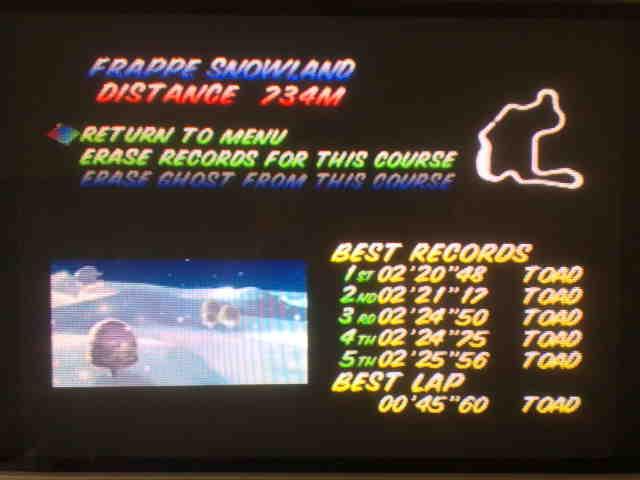 FRAPPE SNOWLAND
DISTANCE 734M
RETURN TO MENU
ERASE RECORDS FOR THIS COURSE
ERASE GHOST FROM THIS COURSE
BEST RECORDS
1ST 02'20"48 TOAD
2ND 02'21"17 TOAD
3RD 02'24"50 TOAD
4TH 02'24"75 TOAD
5TH 02'25"56 TOAD
BEST LAP
00'45"60 TOAD